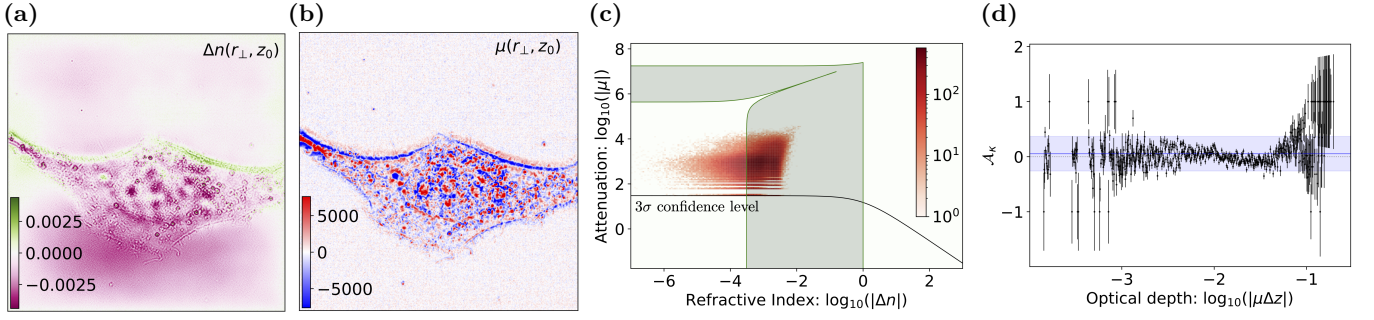 (a)
Δn(r⊥, z0)
0.0025
0.0000
−0.0025
(b)
μ(r⊥, z0)
5000
0
−5000
(c)
Attenuation: log10(|μ|)
8
6
4
2
0
3σ confidence level
10²
10¹
10⁰
−6
−4
−2
0
2
Refractive Index: log10(|Δn|)
(d)
𝒜κ
2
1
0
−1
−3
−2
−1
Optical depth: log10(|μΔz|)